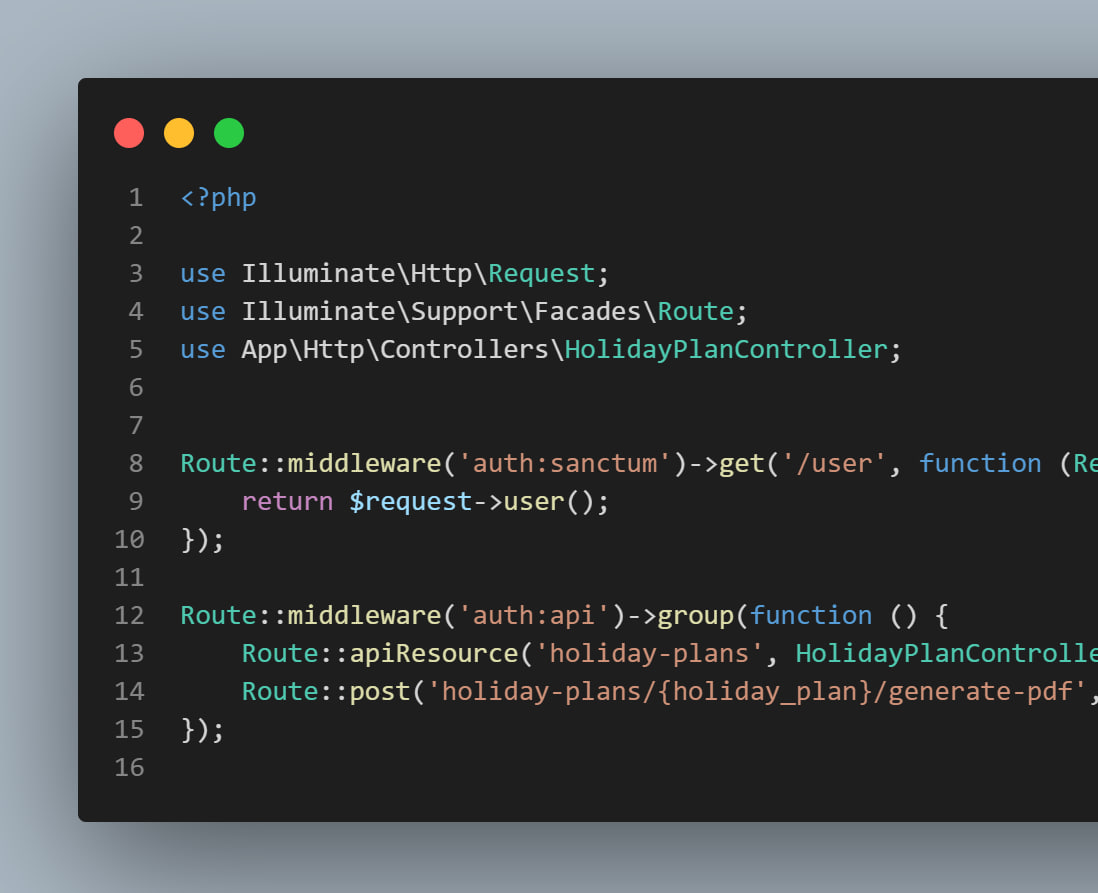 1 <?php
2
3 use Illuminate\Http\Request;
4 use Illuminate\Support\Facades\Route;
5 use App\Http\Controllers\HolidayPlanController;
6
7
8 Route::middleware('auth:sanctum')->get('/user', function (Re
9 return $request->user();
10 });
11
12 Route::middleware('auth:api')->group(function () {
13 Route::apiResource('holiday-plans', HolidayPlanControlle
14 Route::post('holiday-plans/{holiday_plan}/generate-pdf',
15 });
16